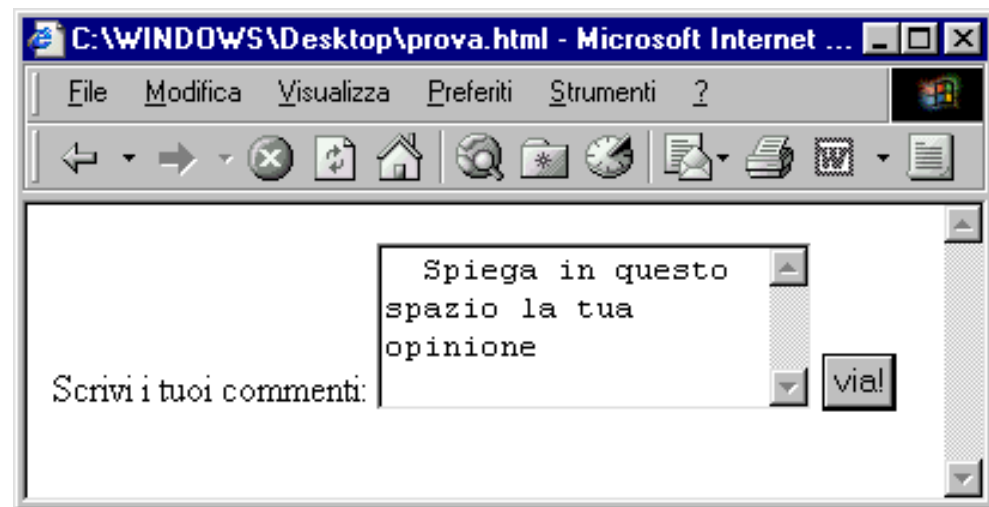 C:\WINDOWS\Desktop\prova.html - Microsoft Internet ...
File Modifica Visualizza Preferiti Strumenti ?
Spiega in questo
spazio la tua
opinione
Scrivi i tuoi commenti:
via!